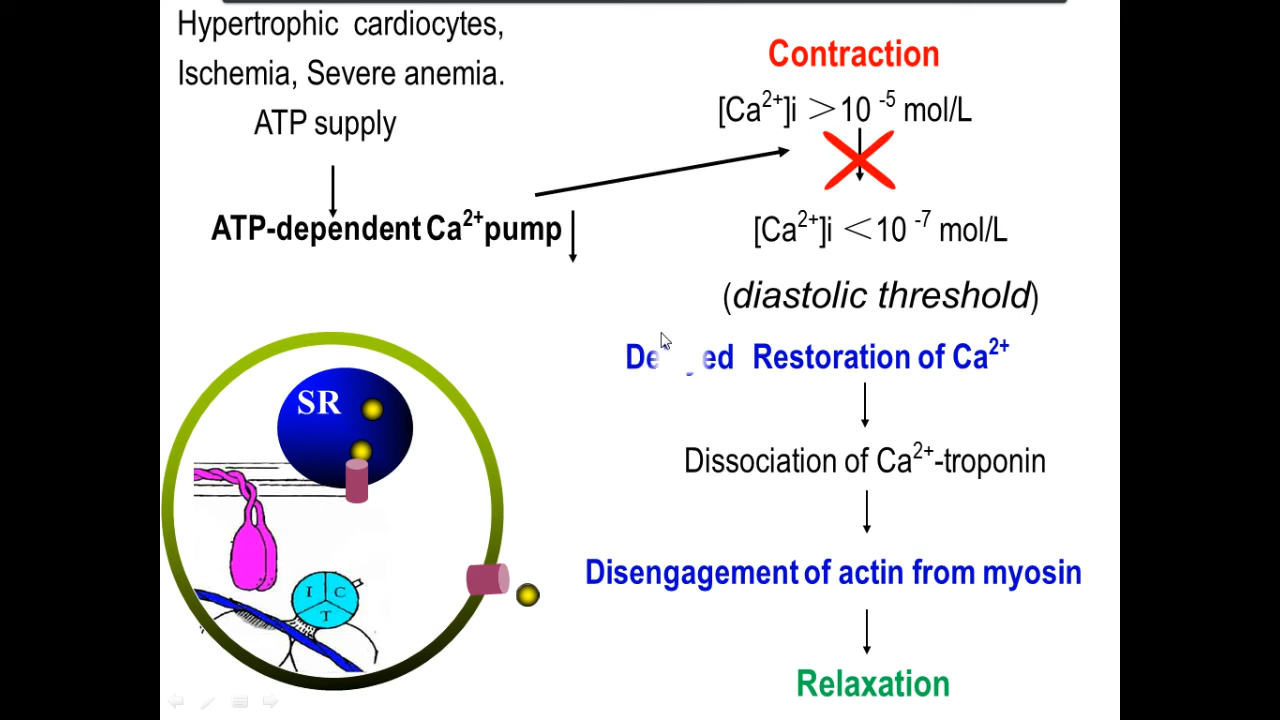 Hypertrophic cardiocytes,
Ischemia, Severe anemia.
ATP supply
ATP-dependent Ca²⁺pump
Contraction
[Ca²⁺]i ＞10 ⁻⁵ mol/L
[Ca²⁺]i ＜10 ⁻⁷ mol/L
(diastolic threshold)
Restoration of Ca²⁺
Dissociation of Ca²⁺-troponin
Disengagement of actin from myosin
Relaxation
SR
I C
T